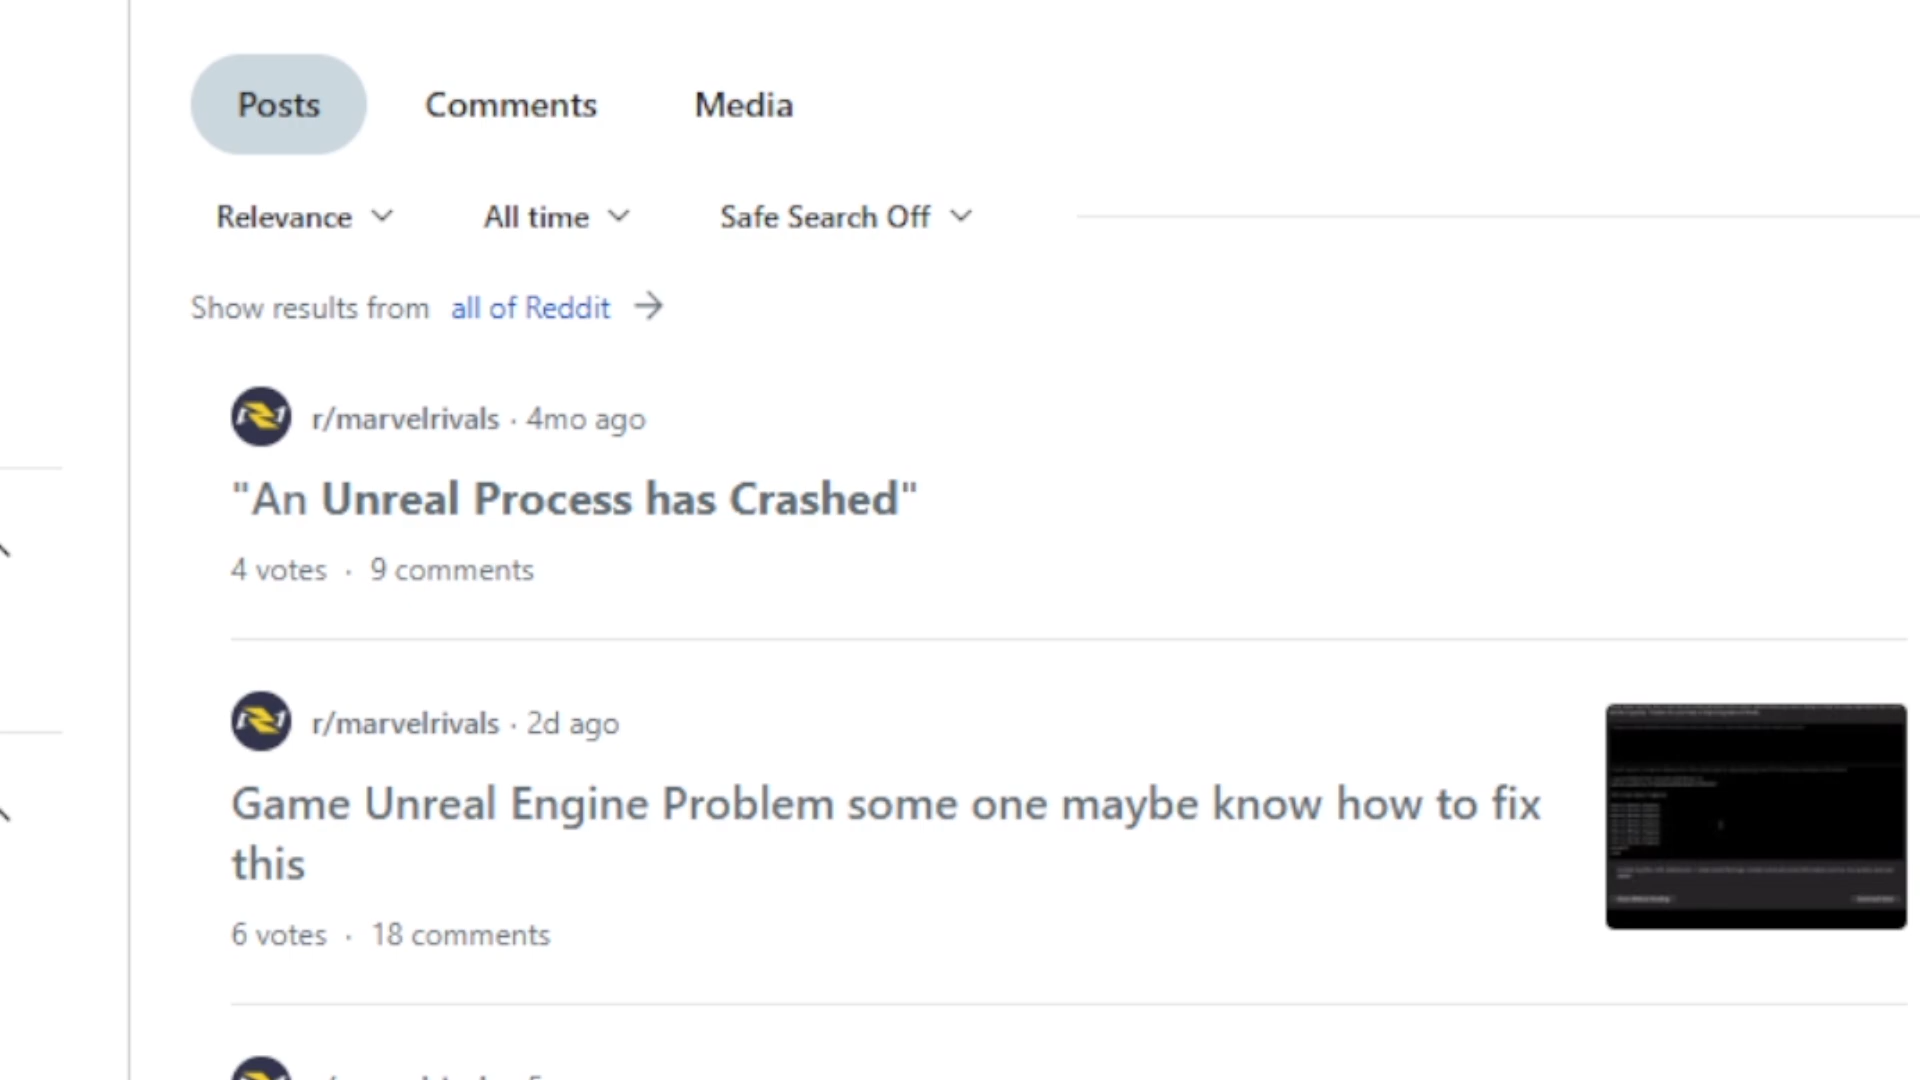 Posts Comments Media
Relevance All time Safe Search Off
Show results from all of Reddit
r/marvelrivals · 4mo ago
"An Unreal Process has Crashed"
4 votes · 9 comments
r/marvelrivals · 2d ago
Game Unreal Engine Problem some one maybe know how to fix
this
6 votes · 18 comments